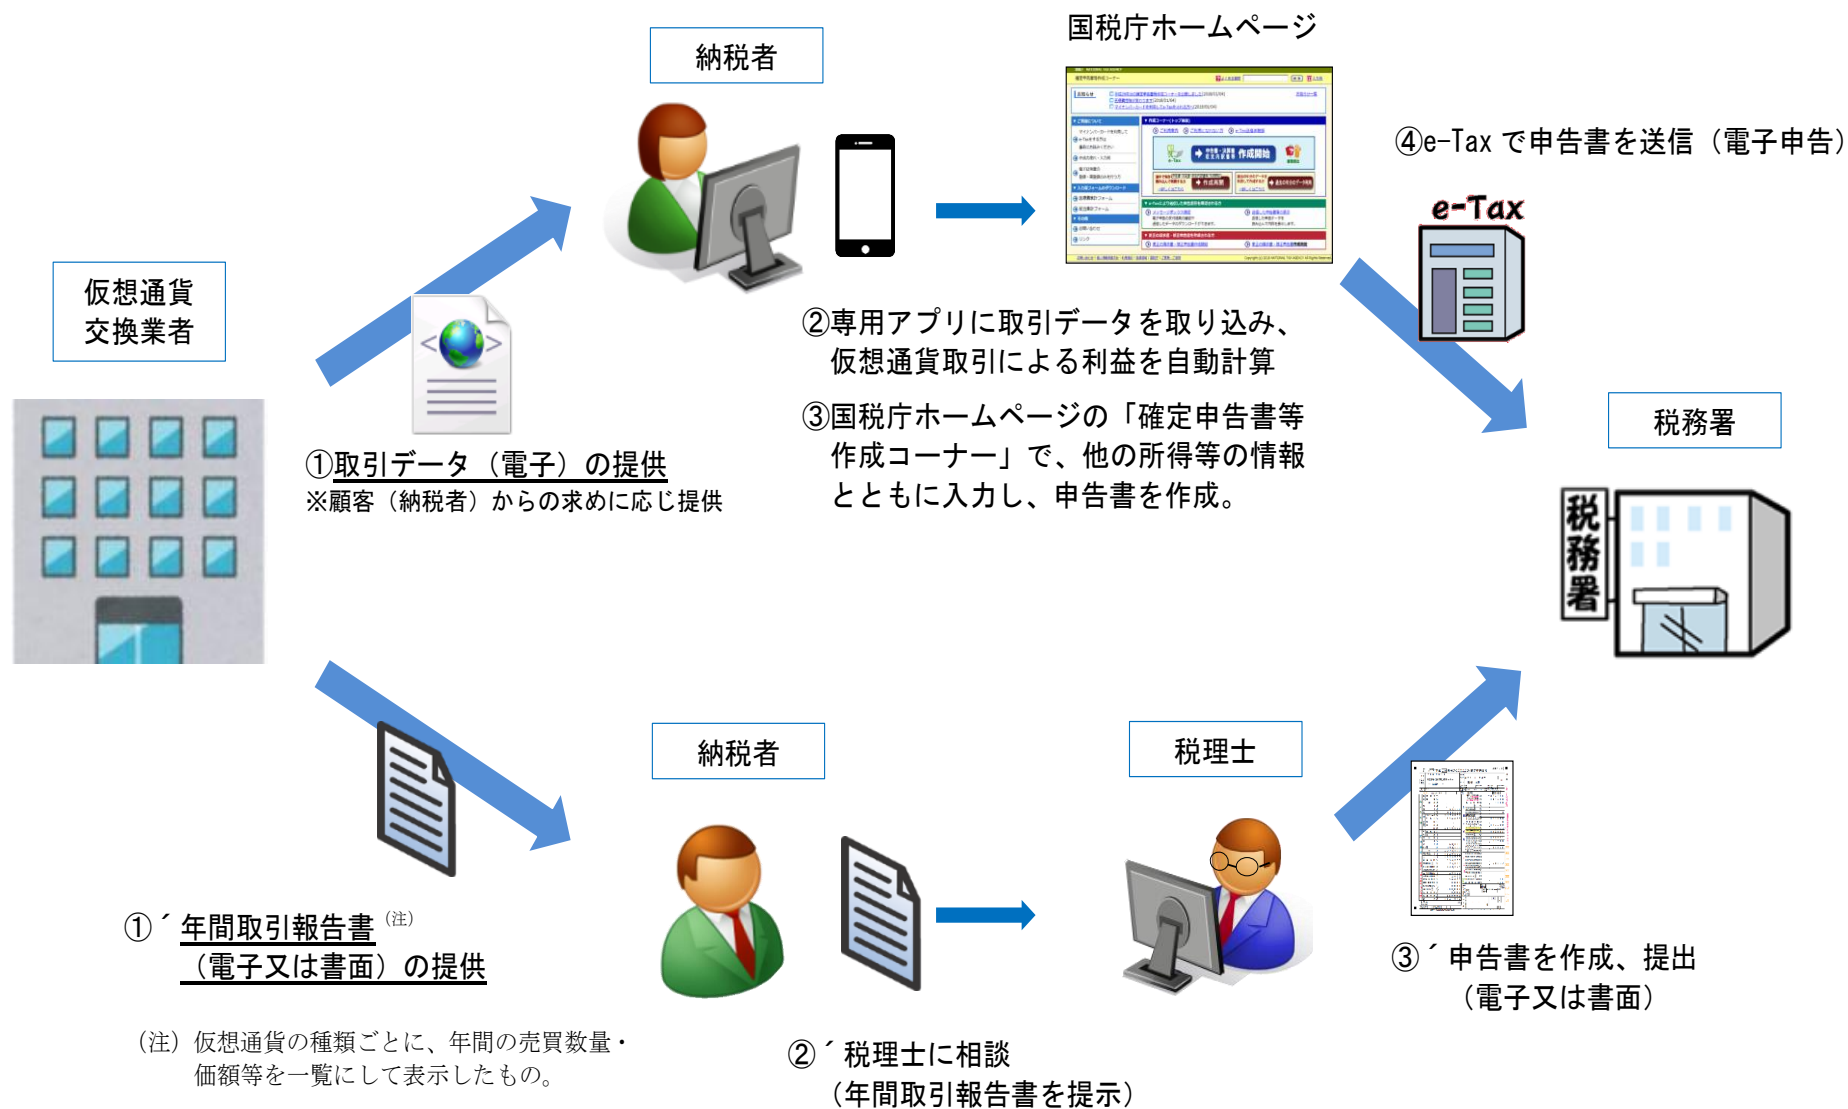 国税庁ホームページ
納税者
④e-Tax で申告書を送信（電子申告）
e-Tax
作成開始
仮想通貨
交換業者
②専用アプリに取引データを取り込み、
仮想通貨取引による利益を自動計算
③国税庁ホームページの「確定申告書等
作成コーナー」で、他の所得等の情報
とともに入力し、申告書を作成。
①取引データ（電子）の提供
※顧客（納税者）からの求めに応じ提供
税務署
税務署
納税者
税理士
①´年間取引報告書（注）
（電子又は書面）の提供
③´申告書を作成、提出
（電子又は書面）
（注）仮想通貨の種類ごとに、年間の売買数量・
価額等を一覧にして表示したもの。
②´税理士に相談
（年間取引報告書を提示）